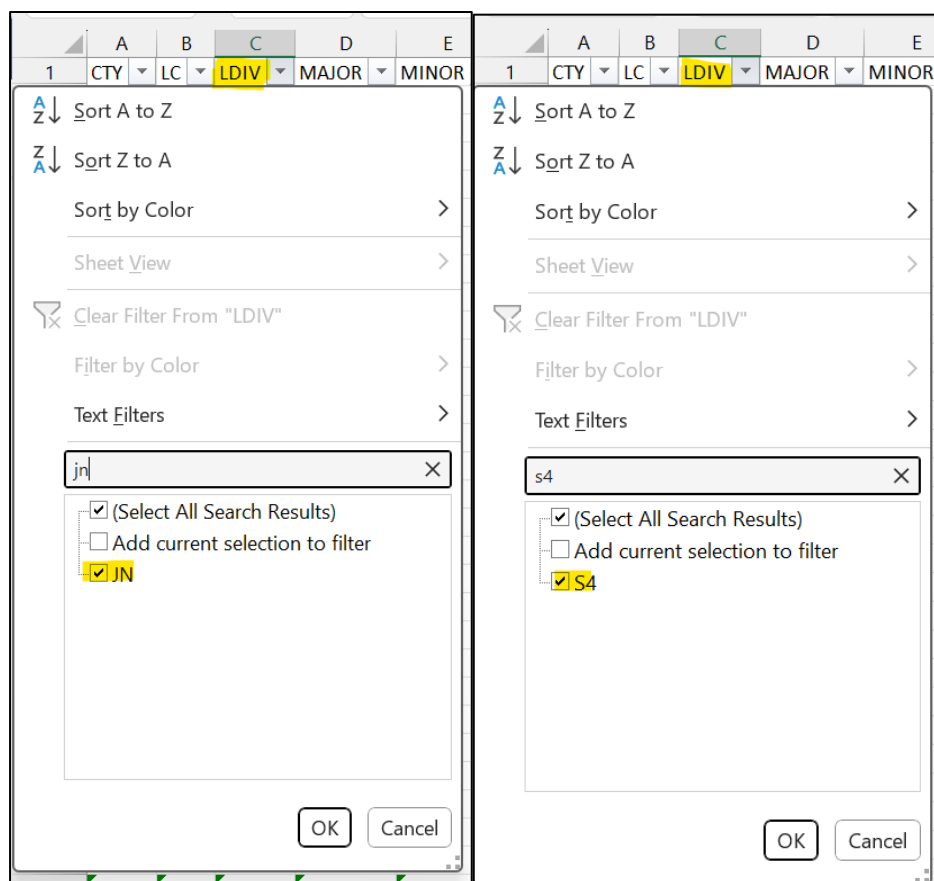 A B C D E
1 CTY LC LDIV MAJOR MINOR
A
Z Sort A to Z
Z
A Sort Z to A
Sort by Color
Sheet View
Clear Filter From "LDIV"
Filter by Color
Text Filters
jn
(Select All Search Results)
Add current selection to filter
JN
OK Cancel
A B C D E
1 CTY LC LDIV MAJOR MINOR
A
Z Sort A to Z
Z
A Sort Z to A
Sort by Color
Sheet View
Clear Filter From "LDIV"
Filter by Color
Text Filters
s4
(Select All Search Results)
Add current selection to filter
S4
OK Cancel